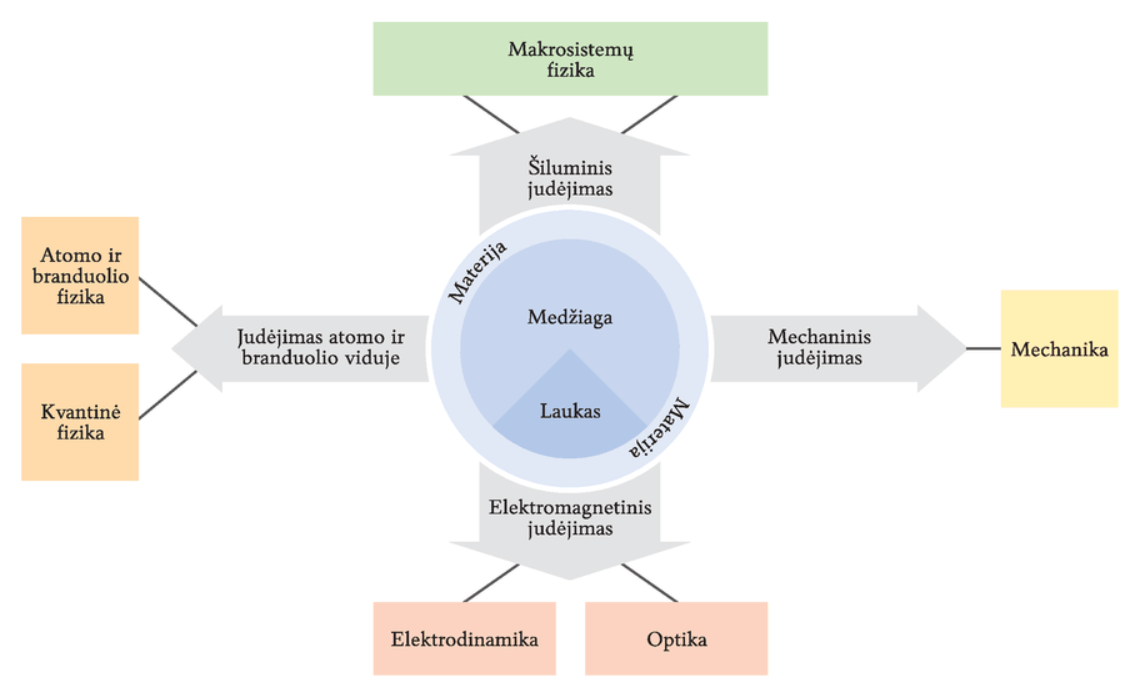 Makrosistemų
fizika
Šiluminis
judėjimas
Atomo ir
branduolio
fizika
Materija
Medžiaga
Judėjimas atomo ir
branduolio viduje
Mechaninis
judėjimas
Mechanika
Kvantinė
fizika
Laukas
Materija
Elektromagnetinis
judėjimas
Elektrodinamika
Optika